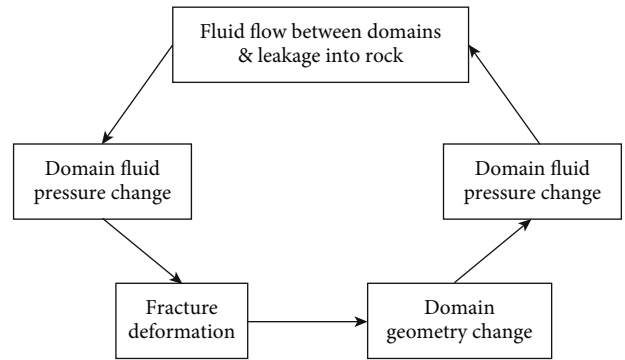 Fluid flow between domains
& leakage into rock
Domain fluid
pressure change
Domain fluid
pressure change
Fracture
deformation
Domain
geometry change